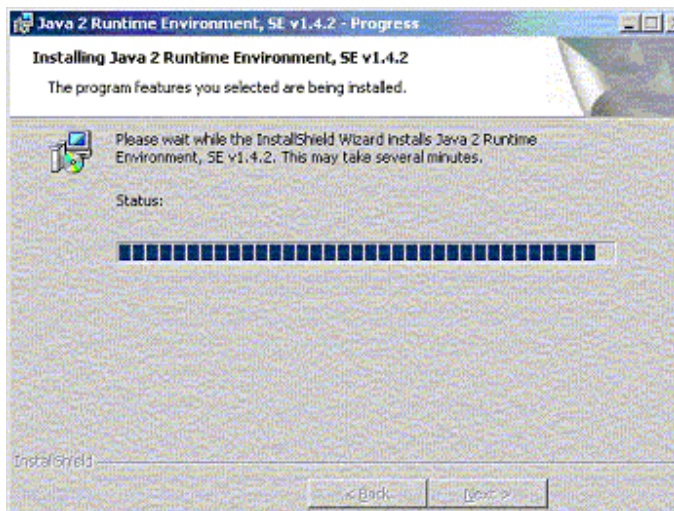 Java 2 Runtime Environment, SE v1.4.2 - Progress
Installing Java 2 Runtime Environment, SE v1.4.2
The program features you selected are being installed.
Please wait while the InstallShield Wizard installs Java 2 Runtime
Environment, SE v1.4.2. This may take several minutes.
Status:
InstallShield
< Back
Next >